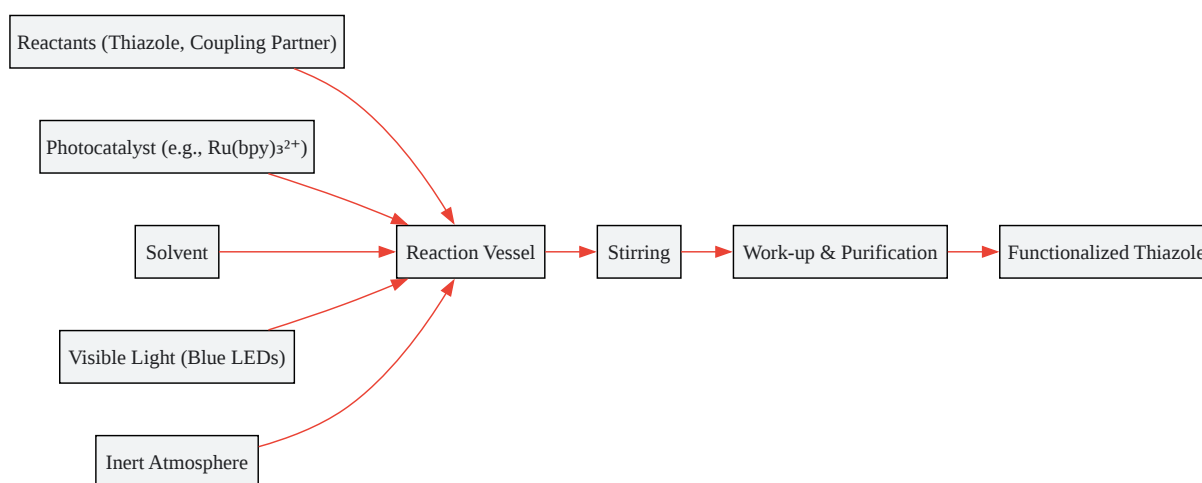 Reactants (Thiazole, Coupling Partner)
Photocatalyst (e.g., Ru(bpy)₃²⁺)
Solvent
Reaction Vessel
Stirring
Work-up & Purification
Functionalized Thiazole
Visible Light (Blue LEDs)
Inert Atmosphere